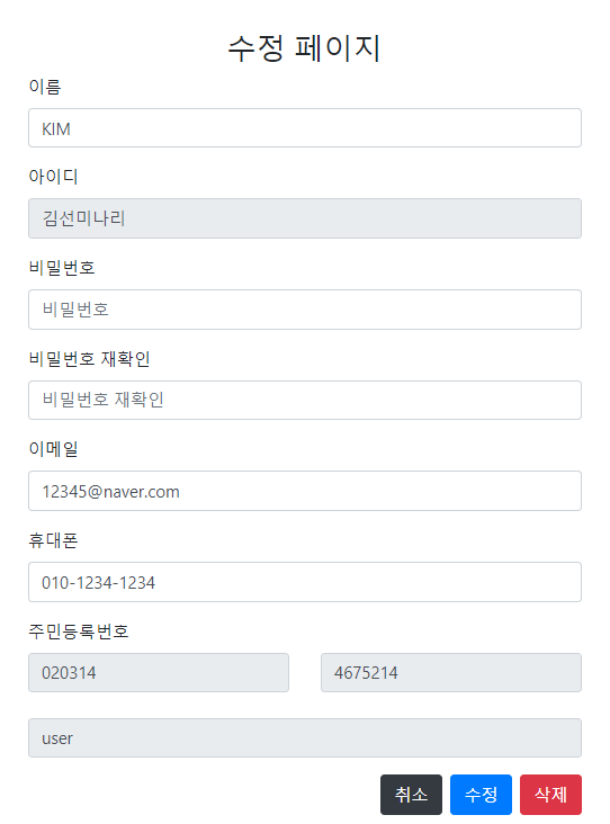 수정 페이지
이름
KIM
아이디
김선미나리
비밀번호
비밀번호
비밀번호 재확인
비밀번호 재확인
이메일
12345@naver.com
휴대폰
010-1234-1234
주민등록번호
020314 4675214
user
취소 수정 삭제